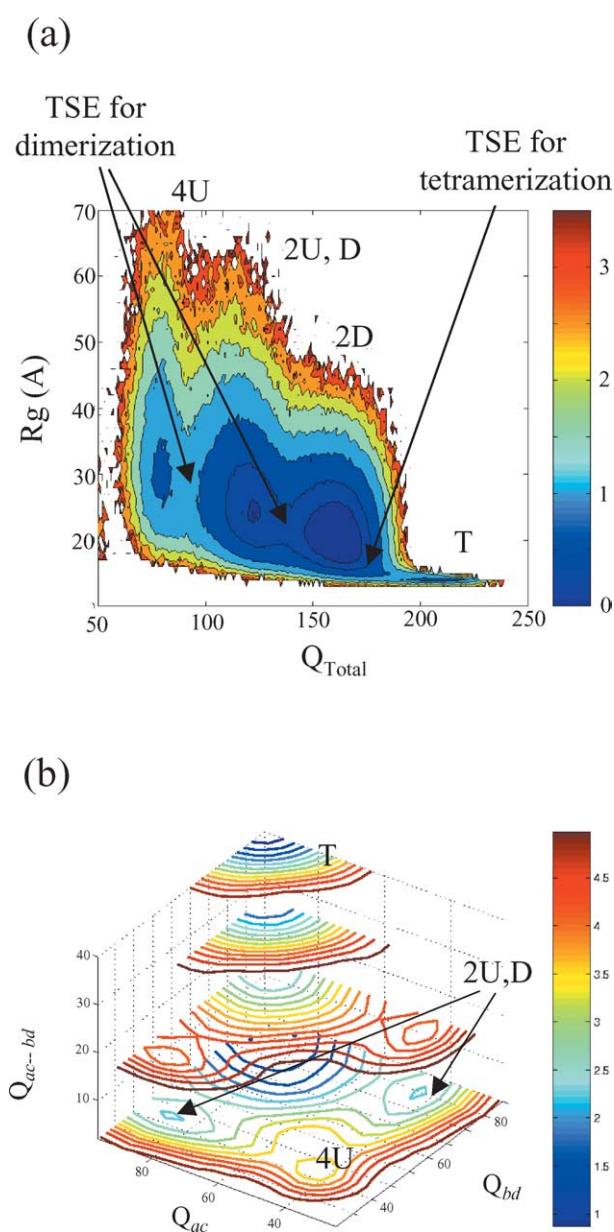 (a)
TSE for
dimerization
TSE for
tetramerization
4U
2U, D
2D
T
Rg (A)
70
60
50
40
30
20
50
100
150
200
250
Q_Total
3
2
1
0
(b)
T
2U,D
4U
Q_ac-- bd
40
30
20
10
80
60
40
Q_ac
40
60
80
Q_bd
4.5
4
3.5
3
2.5
2
1.5
1